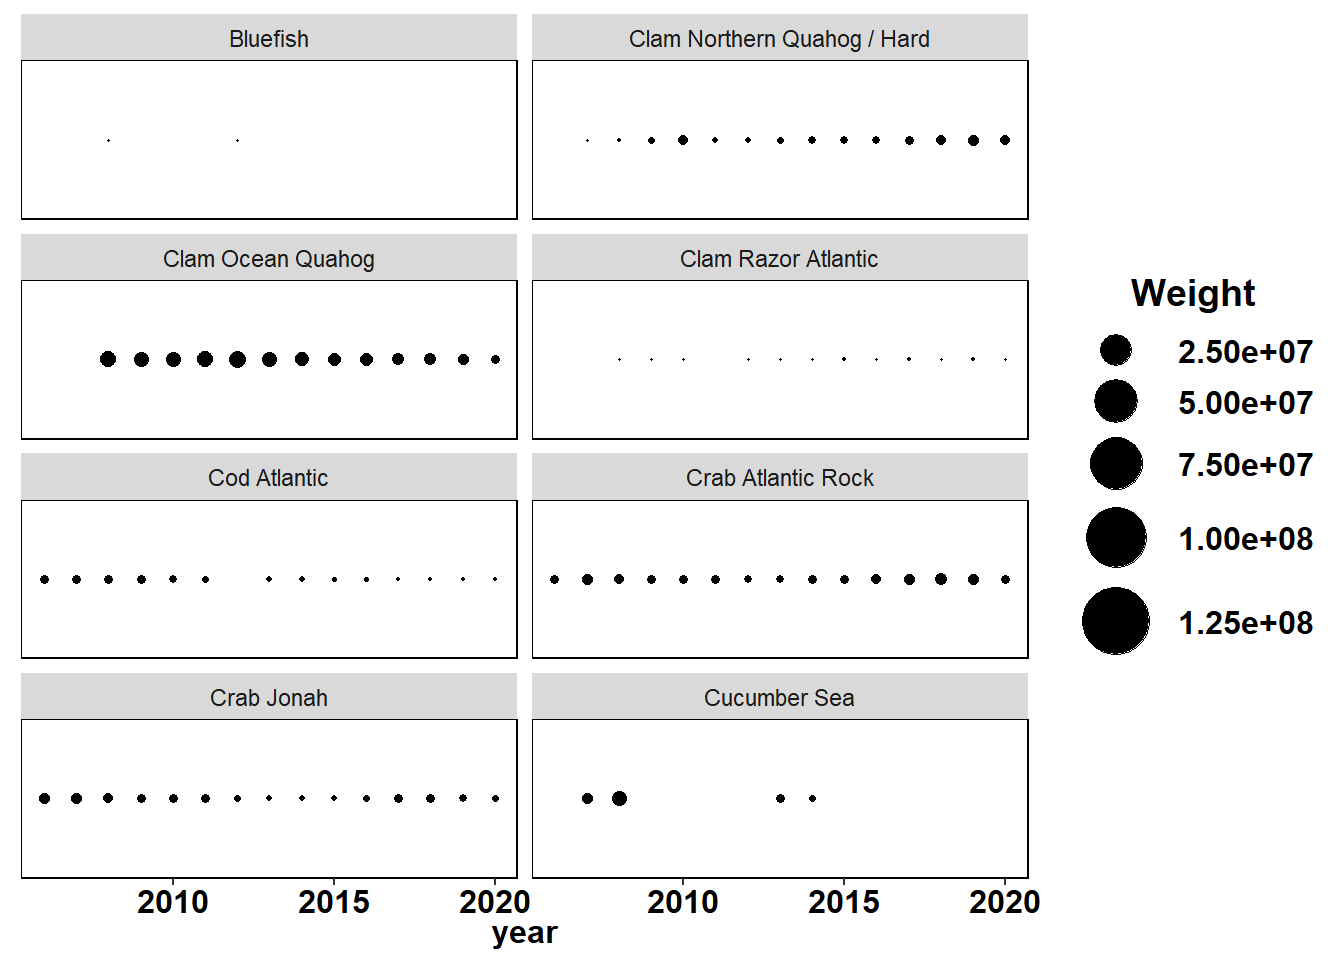 Bluefish
Clam Northern Quahog / Hard
Clam Ocean Quahog
Clam Razor Atlantic
Cod Atlantic
Crab Atlantic Rock
Crab Jonah
Cucumber Sea
2010 2015 2020
2010 2015 2020
year
Weight
2.50e+07
5.00e+07
7.50e+07
1.00e+08
1.25e+08